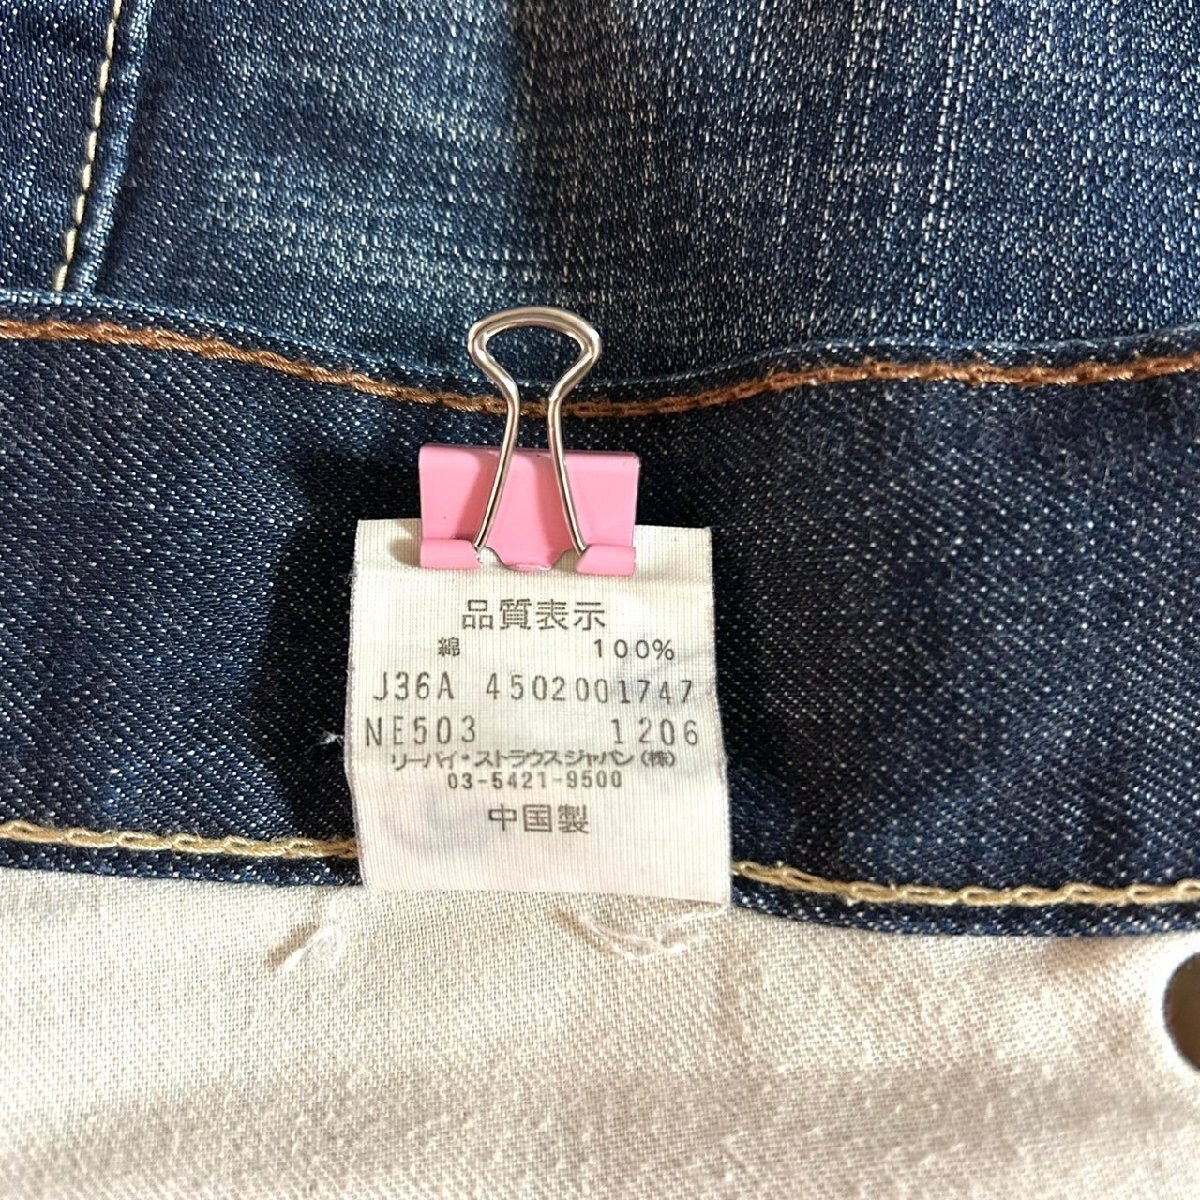 品質表示
綿 100%
J36A 4502001747
NE503 1206
リーバイ・ストラウスジャパン(株)
03-5421-9500
中国製